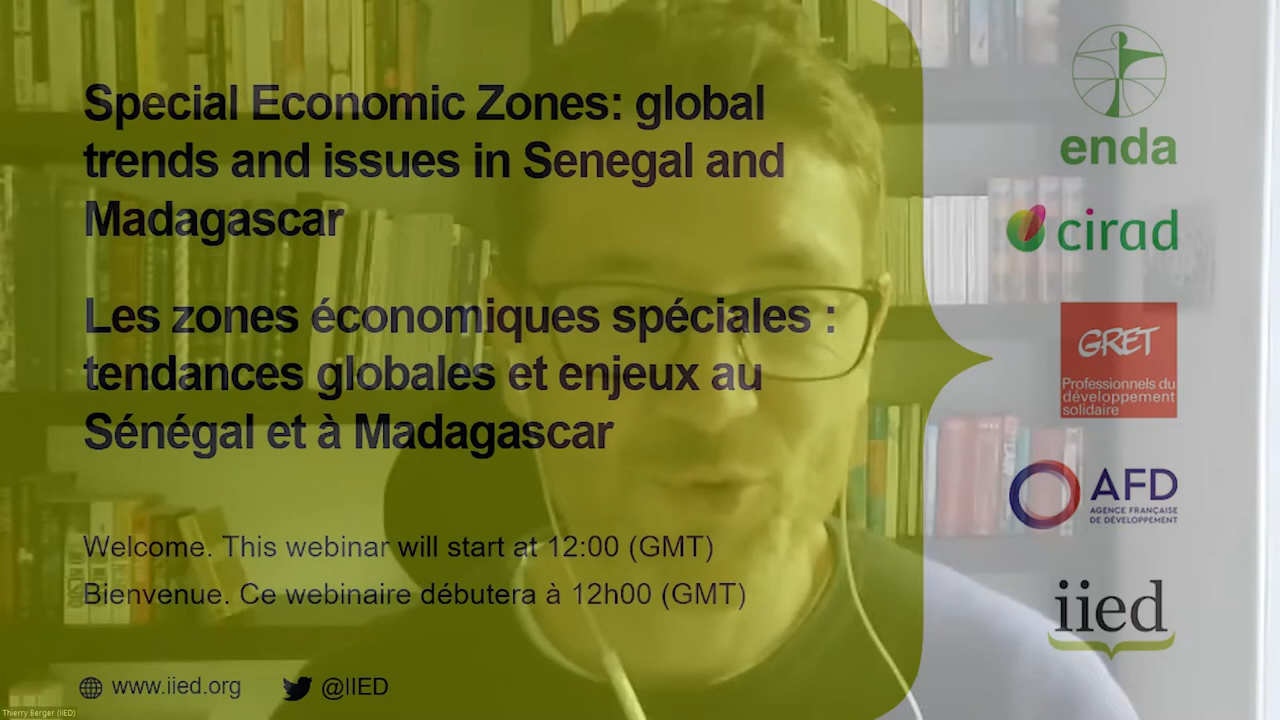 Special Economic Zones: global
trends and issues in Senegal and
Madagascar
Les zones économiques spéciales :
tendances globales et enjeux au
Sénégal et à Madagascar
Welcome. This webinar will start at 12:00 (GMT)
Bienvenue. Ce webinaire débutera à 12h00 (GMT)
www.iied.org
@IIED
enda
cirad
GRET
Professionnels du
développement
solidaire
AFD
AGENCE FRANÇAISE
DE DÉVELOPPEMENT
iied
Thierry Berger (IIED)